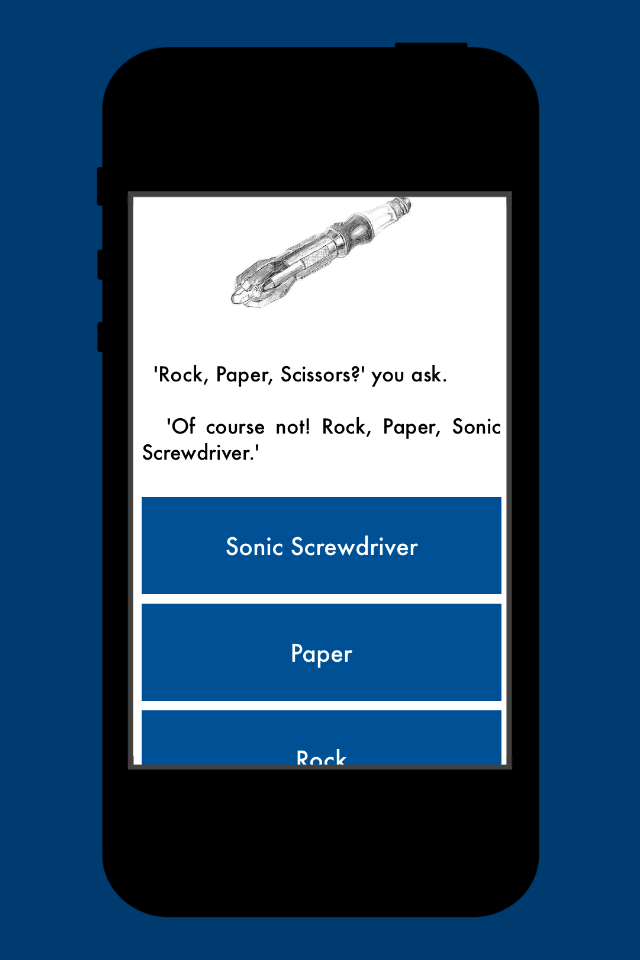 'Rock, Paper, Scissors?' you ask.
'Of course not! Rock, Paper, Sonic
Screwdriver.'
Sonic Screwdriver
Paper
Rock